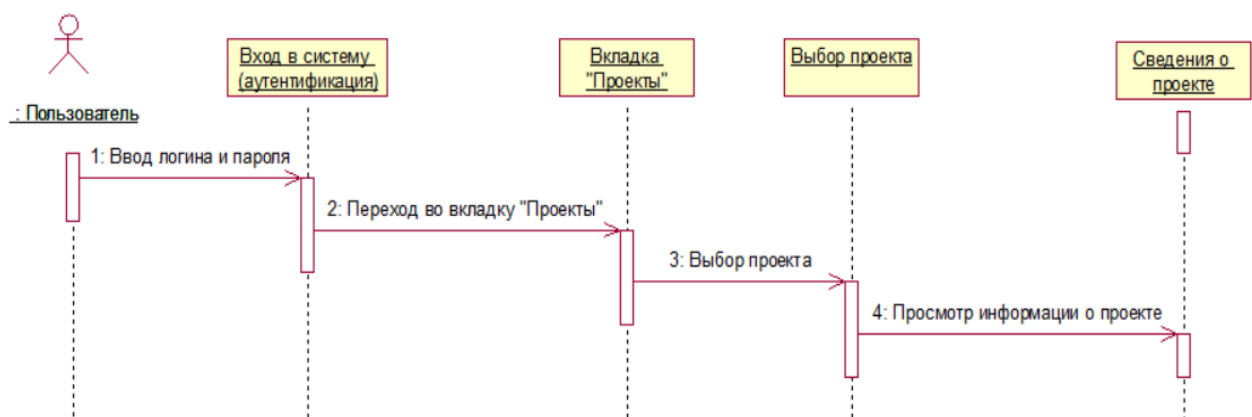 : Пользователь
Вход в систему
(аутентификация)
Вкладка
"Проекты"
Выбор проекта
Сведения о
проекте
1: Ввод логина и пароля
2: Переход во вкладку "Проекты"
3: Выбор проекта
4: Просмотр информации о проекте